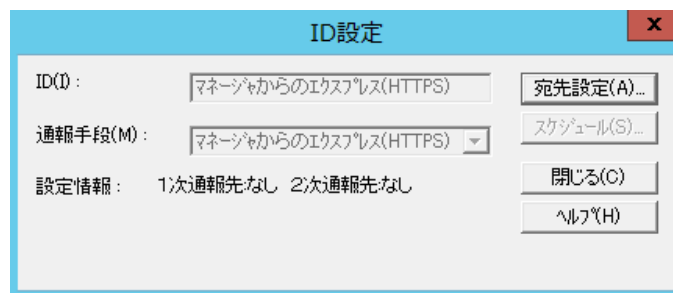 ID設定
x
ID(I) : ﾏﾈｰｼﾞｬからのｴｸｽﾌﾟﾚｽ(HTTPS) 宛先設定(A)...
通報手段(M) : ﾏﾈｰｼﾞｬからのｴｸｽﾌﾟﾚｽ(HTTPS) ｽｹｼﾞｭｰﾙ(S)...
設定情報 : 1次通報先:なし 2次通報先:なし 閉じる(C)
ﾍﾙﾌﾟ(H)